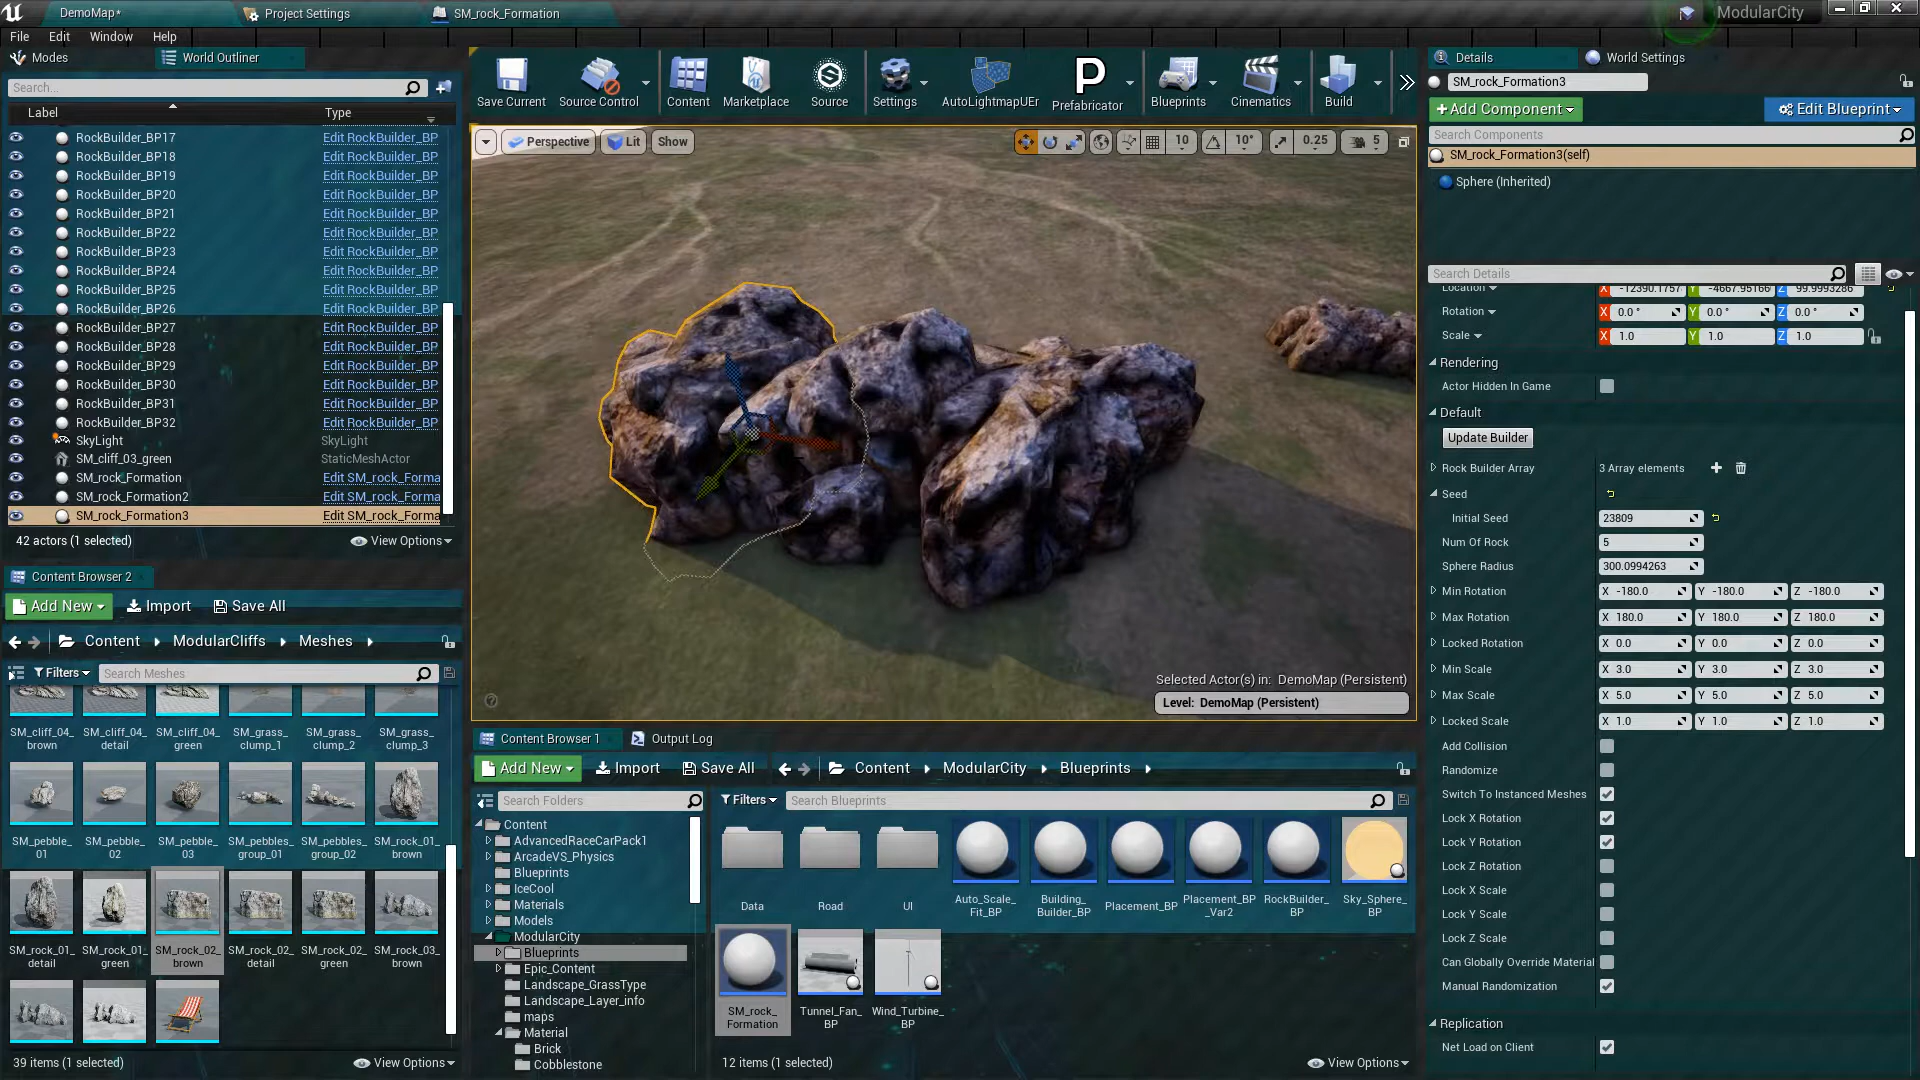 DemoMap*
Project Settings
SM_rock_Formation
ModularCity
File Edit Window Help
Modes
World Outliner
Search...
Label Type
RockBuilder_BP17 Edit RockBuilder_BP
RockBuilder_BP18 Edit RockBuilder_BP
RockBuilder_BP19 Edit RockBuilder_BP
RockBuilder_BP20 Edit RockBuilder_BP
RockBuilder_BP21 Edit RockBuilder_BP
RockBuilder_BP22 Edit RockBuilder_BP
RockBuilder_BP23 Edit RockBuilder_BP
RockBuilder_BP24 Edit RockBuilder_BP
RockBuilder_BP25 Edit RockBuilder_BP
RockBuilder_BP26 Edit RockBuilder_BP
RockBuilder_BP27 Edit RockBuilder_BP
RockBuilder_BP28 Edit RockBuilder_BP
RockBuilder_BP29 Edit RockBuilder_BP
RockBuilder_BP30 Edit RockBuilder_BP
RockBuilder_BP31 Edit RockBuilder_BP
RockBuilder_BP32 Edit RockBuilder_BP
SkyLight SkyLight
SM_cliff_03_green StaticMeshActor
SM_rock_Formation Edit SM_rock_Forma
SM_rock_Formation2 Edit SM_rock_Forma
SM_rock_Formation3 Edit SM_rock_Forma
42 actors (1 selected) View Options
Content Browser 2
Add New Import Save All
Content ModularCliffs Meshes
Filters Search Meshes
SM_cliff_04_ SM_cliff_04_ SM_cliff_04_ SM_grass_ SM_grass_ SM_grass_
brown detail green clump_1 clump_2 clump_3
SM_pebble_ SM_pebble_ SM_pebble_ SM_pebbles_ SM_pebbles_ SM_rock_01_
01 02 03 group_01 group_02 brown
SM_rock_01_ SM_rock_01_ SM_rock_02_ SM_rock_02_ SM_rock_02_ SM_rock_03_
detail green brown detail green brown
39 items (1 selected) View Options
Save Current Source Control Content Marketplace Source Settings AutoLightmapUEr Prefabricator Blueprints Cinematics Build
Perspective Lit Show
10 10° 0.25 5
Selected Actor(s) in: DemoMap (Persistent)
Level: DemoMap (Persistent)
Content Browser 1 Output Log
Add New Import Save All Content ModularCity Blueprints
Search Folders Filters Search Blueprints
Content
AdvancedRaceCarPack1
ArcadeVS_Physics
Blueprints
IceCool
Materials
Models
ModularCity
Blueprints
Epic_Content
Landscape_GrassType
Landscape_Layer_info
maps
Material
Brick
Cobblestone
Data Road UI Auto_Scale_ Building_ Placement_BP Placement_BP RockBuilder_ Sky_Sphere_
Fit_BP Builder_BP _Var2 BP BP
SM_rock_ Tunnel_Fan_ Wind_Turbine_
Formation BP BP
12 items (1 selected) View Options
Details World Settings
SM_rock_Formation3
+Add Component Edit Blueprint
Search Components
SM_rock_Formation3(self)
Sphere (Inherited)
Search Details
Location X -12390.1757 Y -4667.95166 Z 99.9993286
Rotation X 0.0 ° Y 0.0 ° Z 0.0 °
Scale X 1.0 Y 1.0 Z 1.0
Rendering
Actor Hidden In Game
Default
Update Builder
Rock Builder Array 3 Array elements
Seed
Initial Seed 23809
Num Of Rock 5
Sphere Radius 300.0994263
Min Rotation X -180.0 Y -180.0 Z -180.0
Max Rotation X 180.0 Y 180.0 Z 180.0
Locked Rotation X 0.0 Y 0.0 Z 0.0
Min Scale X 3.0 Y 3.0 Z 3.0
Max Scale X 5.0 Y 5.0 Z 5.0
Locked Scale X 1.0 Y 1.0 Z 1.0
Add Collision
Randomize
Switch To Instanced Meshes
Lock X Rotation
Lock Y Rotation
Lock Z Rotation
Lock X Scale
Lock Y Scale
Lock Z Scale
Can Globally Override Material
Manual Randomization
Replication
Net Load on Client